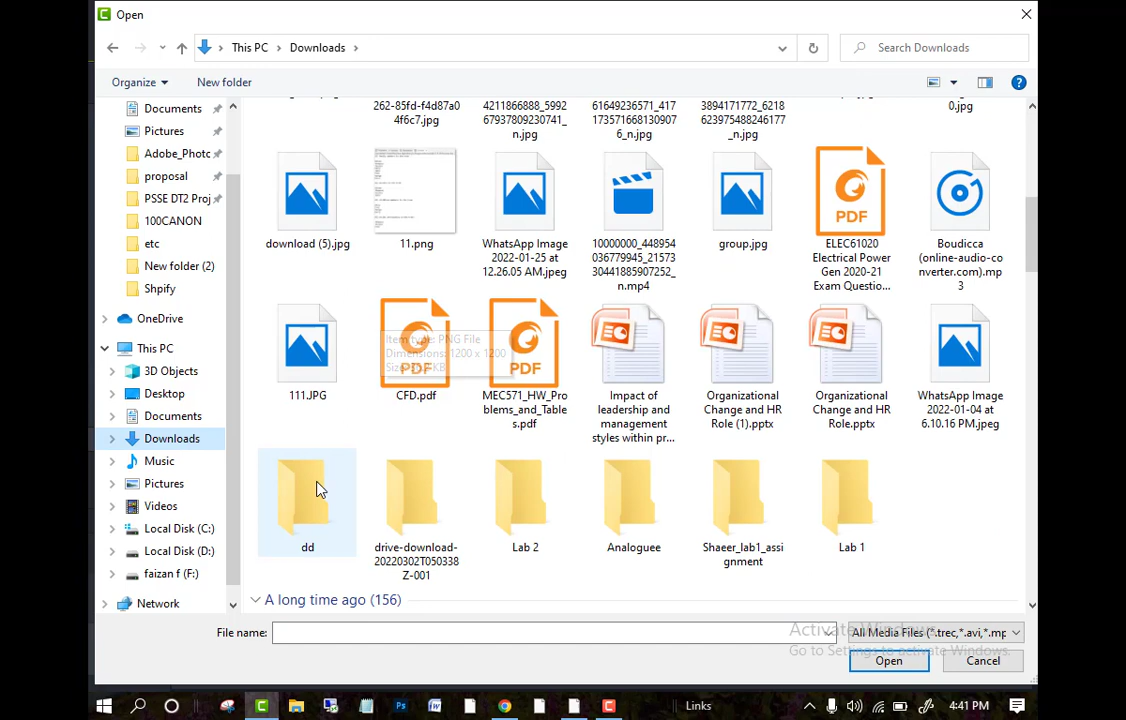 Open
This PC
Downloads
Search Downloads
Organize
New folder
Documents
Pictures
Adobe_Photc
proposal
PSSE DT2 Proj
100CANON
etc
New folder (2)
Shpify
OneDrive
This PC
3D Objects
Desktop
Documents
Downloads
Music
Pictures
Videos
Local Disk (C:)
Local Disk (D:)
faizan f (F:)
Network
262-85fd-f4d87a0
4f6c7.jpg
4211866888_5992
67937809230741_
n.jpg
61649236571_417
173571668130907
6_n.jpg
3894171772_6218
623975488246177
_n.jpg
0.jpg
download (5).jpg
11.png
WhatsApp Image
2022-01-25 at
12.26.05 AM.jpeg
10000000_448954
036779945_21573
30441885907252_
n.mp4
group.jpg
PDF
ELEC61020
Electrical Power
Gen 2020-21
Exam Questio...
Boudicca
(online-audio-co
nverter.com).mp
3
111.JPG
PDF
CFD.pdf
Item type: PNG File
Dimensions: 1200 x 1200
PDF
MEC571_HW_Pro
blems_and_Table
s.pdf
Impact of
leadership and
management
styles within pr...
Organizational
Change and HR
Role (1).pptx
Organizational
Change and HR
Role.pptx
WhatsApp Image
2022-01-04 at
6.10.16 PM.jpeg
dd
drive-download-
20220302T050338
Z-001
Lab 2
Analoguee
Shaeer_lab1_assi
gnment
Lab 1
A long time ago (156)
File name:
All Media Files (*.trec,*.avi,*.mp
Activate Windows
Go to Settings to activate Windows.
Open
Cancel
Links
4:41 PM